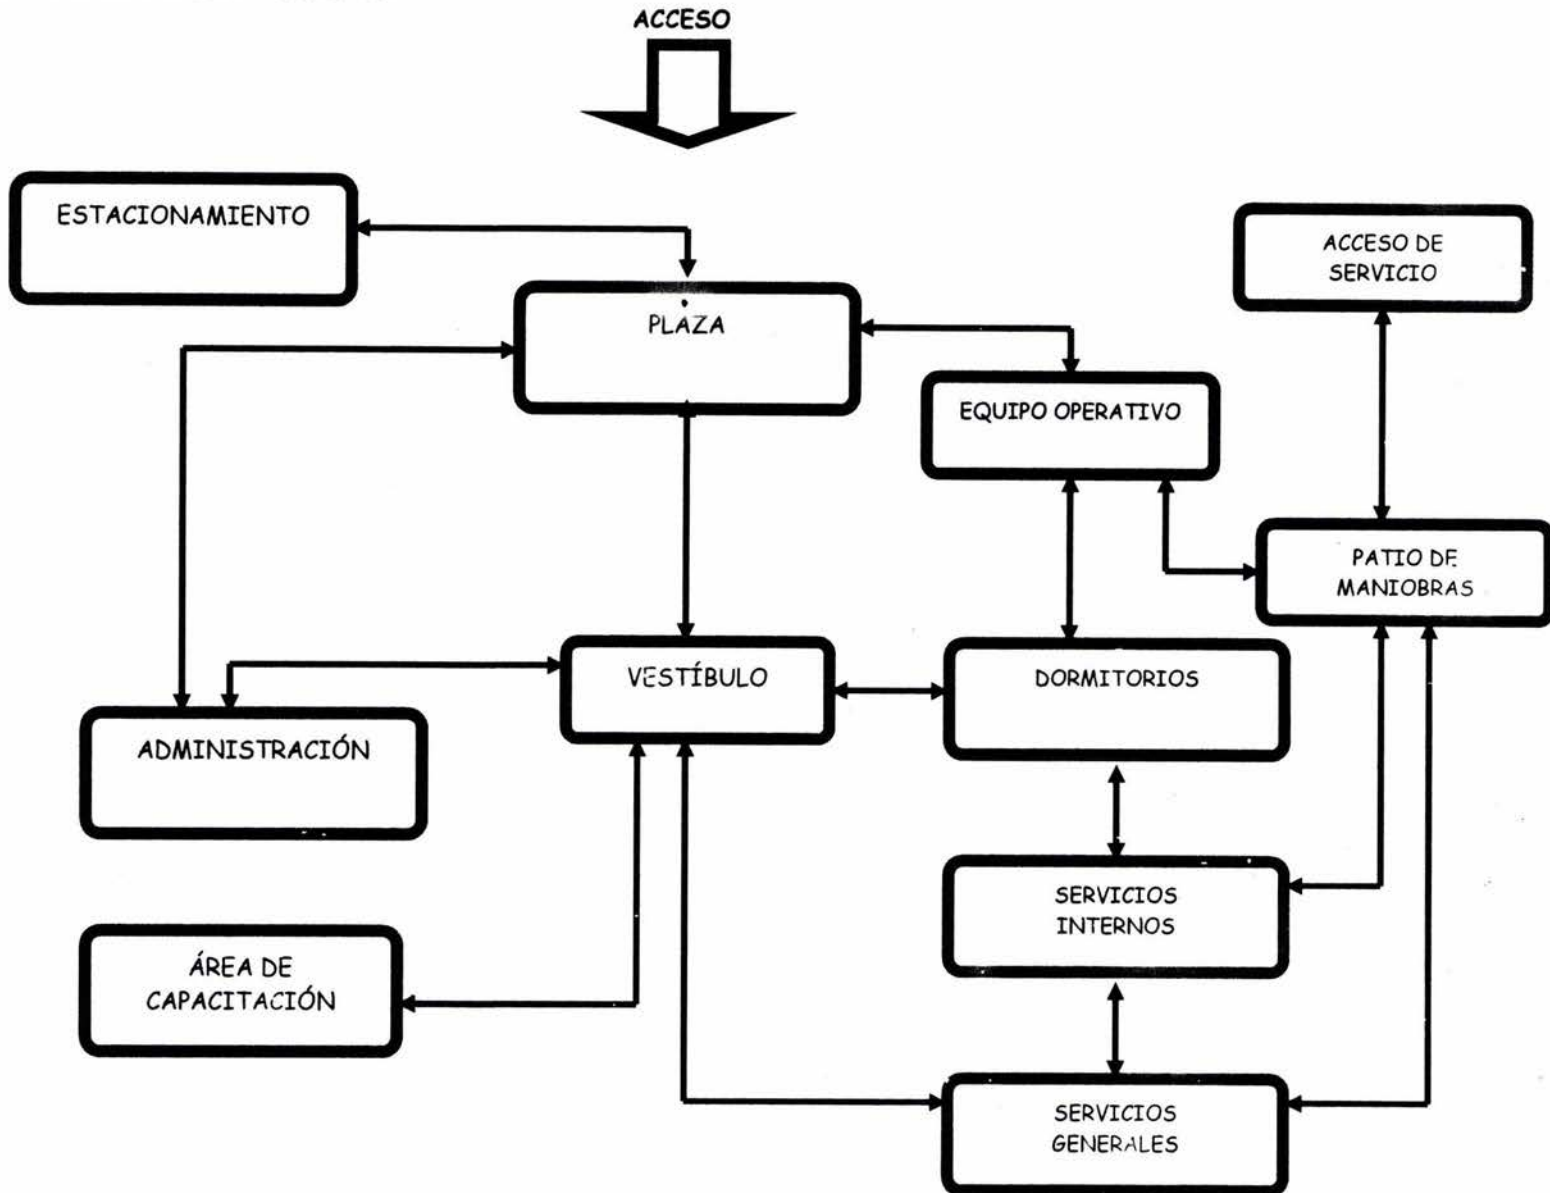 ACCESO
ESTACIONAMIENTO
ACCESO DE
SERVICIO
PLAZA
EQUIPO OPERATIVO
PATIO DE
MANIOBRAS
VESTÍBULO
DORMITORIOS
ADMINISTRACIÓN
SERVICIOS
INTERNOS
ÁREA DE
CAPACITACIÓN
SERVICIOS
GENERALES